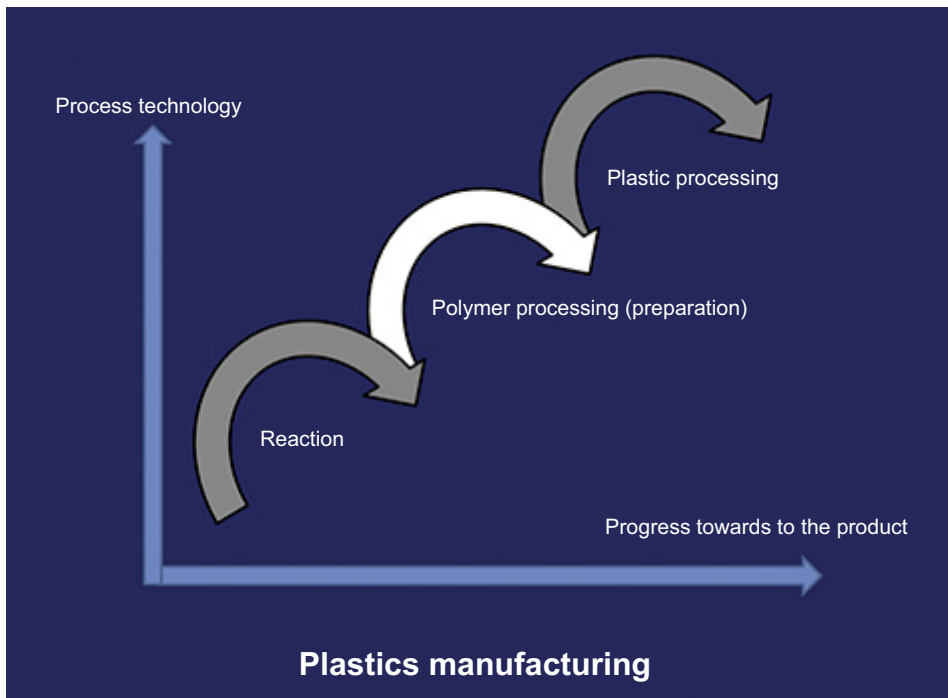 Process technology
Plastic processing
Polymer processing (preparation)
Reaction
Progress towards to the product
Plastics manufacturing